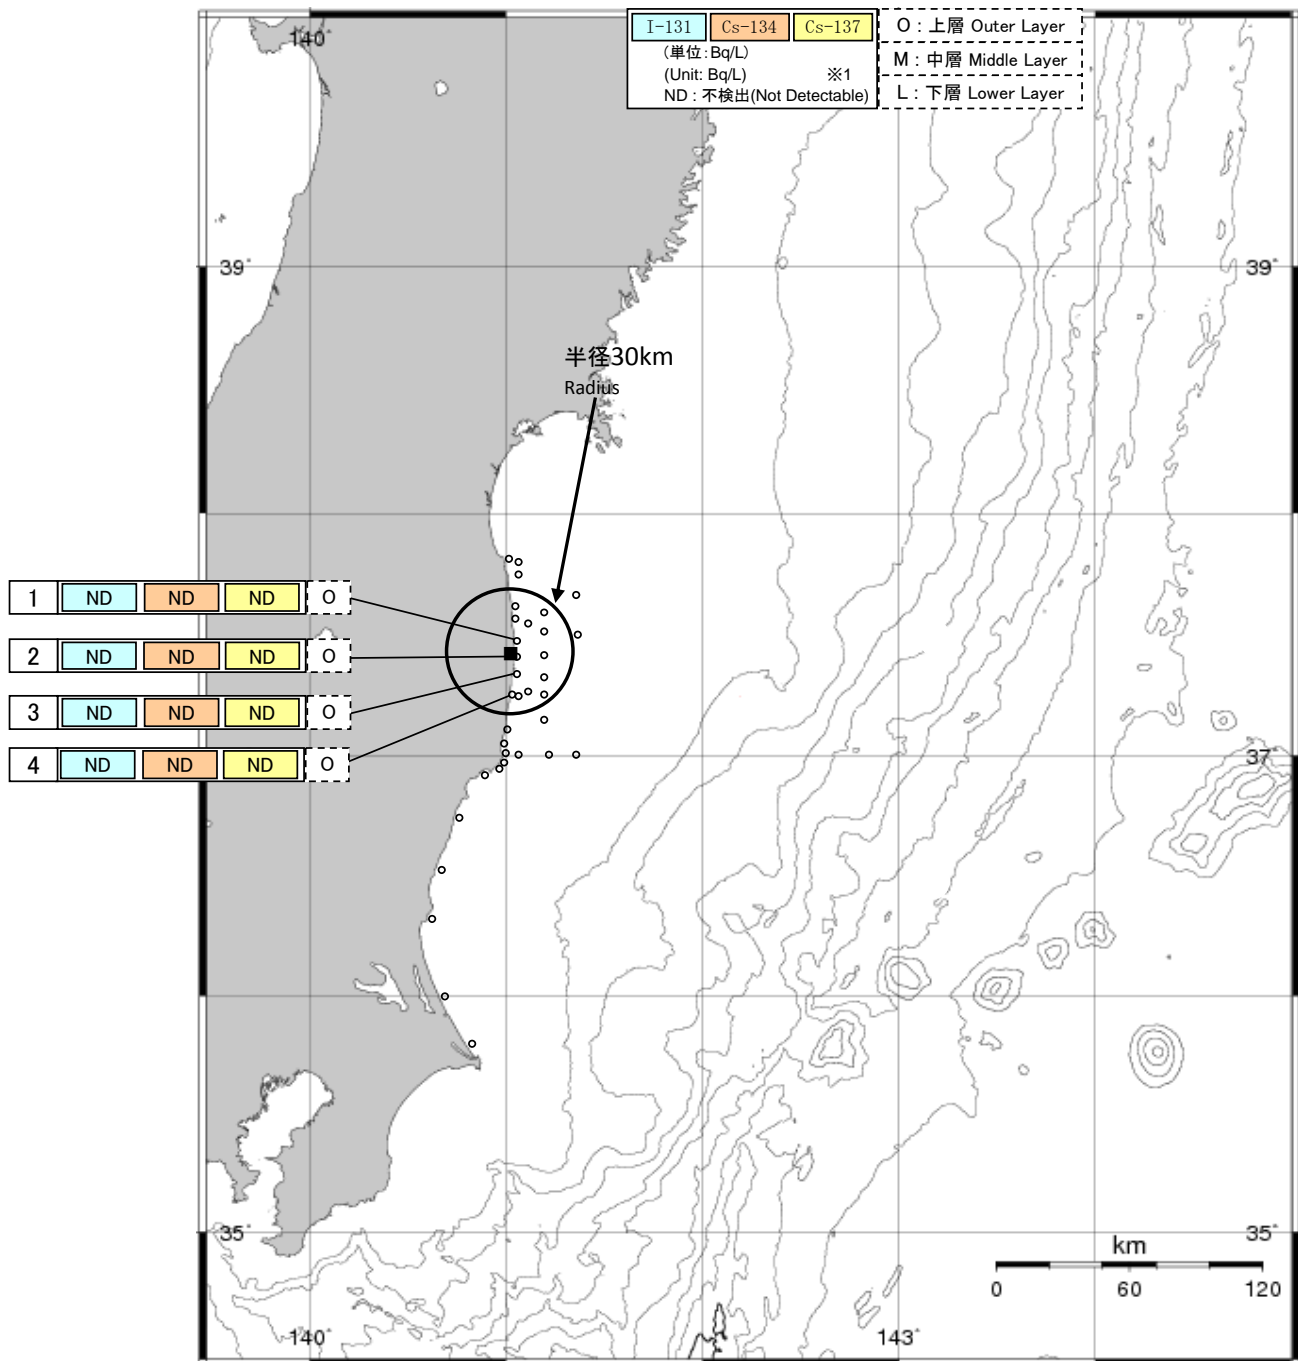 140°
I-131 Cs-134 Cs-137
(単位:Bq/L)
(Unit: Bq/L) ※1
ND : 不検出(Not Detectable)
O : 上層 Outer Layer
M : 中層 Middle Layer
L : 下層 Lower Layer
39° 39°
半径30km
Radius
1 ND ND ND O
2 ND ND ND O
3 ND ND ND O
4 ND ND ND O
37°
35° 35°
km
0 60 120
140° 143°